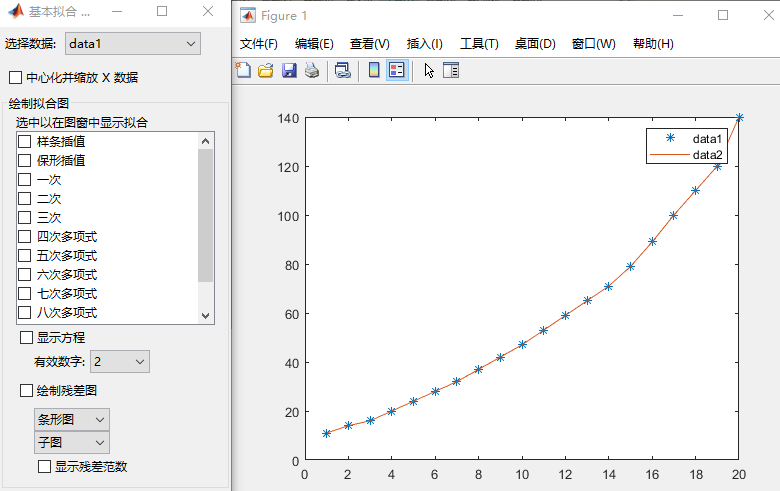 基本拟合 ...
选择数据: data1
中心化并缩放 X 数据
绘制拟合图
选中以在图窗中显示拟合
样条插值
保形插值
一次
二次
三次
四次多项式
五次多项式
六次多项式
七次多项式
八次多项式
显示方程
有效数字: 2
绘制残差图
条形图
子图
显示残差范数
Figure 1
文件(F) 编辑(E) 查看(V) 插入(I) 工具(T) 桌面(D) 窗口(W) 帮助(H)
data1
data2
140
120
100
80
60
40
20
0
0 2 4 6 8 10 12 14 16 18 20